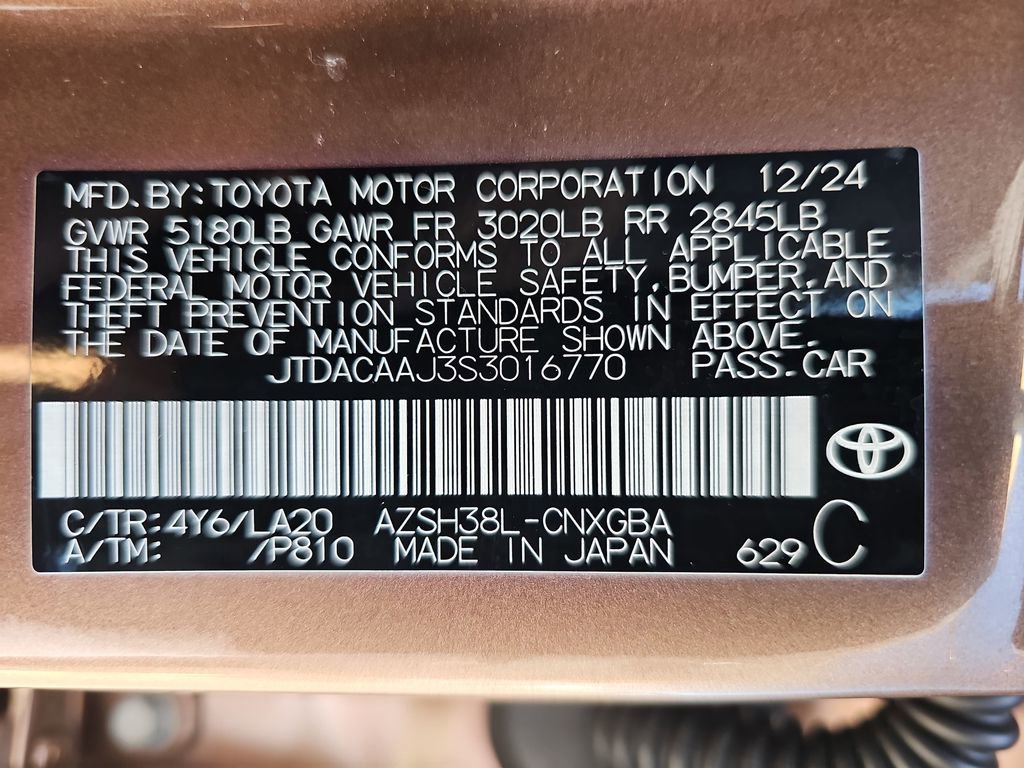 MFD.BY:TOYOTA MOTOR CORPORATION 12/24
GVWR 5180LB GAWR FR 3020LB RR 2845LB
THIS VEHICLE CONFORMS TO ALL APPLICABLE
FEDERAL MOTOR VEHICLE SAFETY,BUMPER,AND
THEFT PREVENTION STANDARDS IN EFFECT ON
THE DATE OF MANUFACTURE SHOWN ABOVE.
JTDACAAJ3S3016770 PASS.CAR
C/TR:4Y6/LA20 AZSH38L-CNXGBA
A/TM: /P810 MADE IN JAPAN 629 C